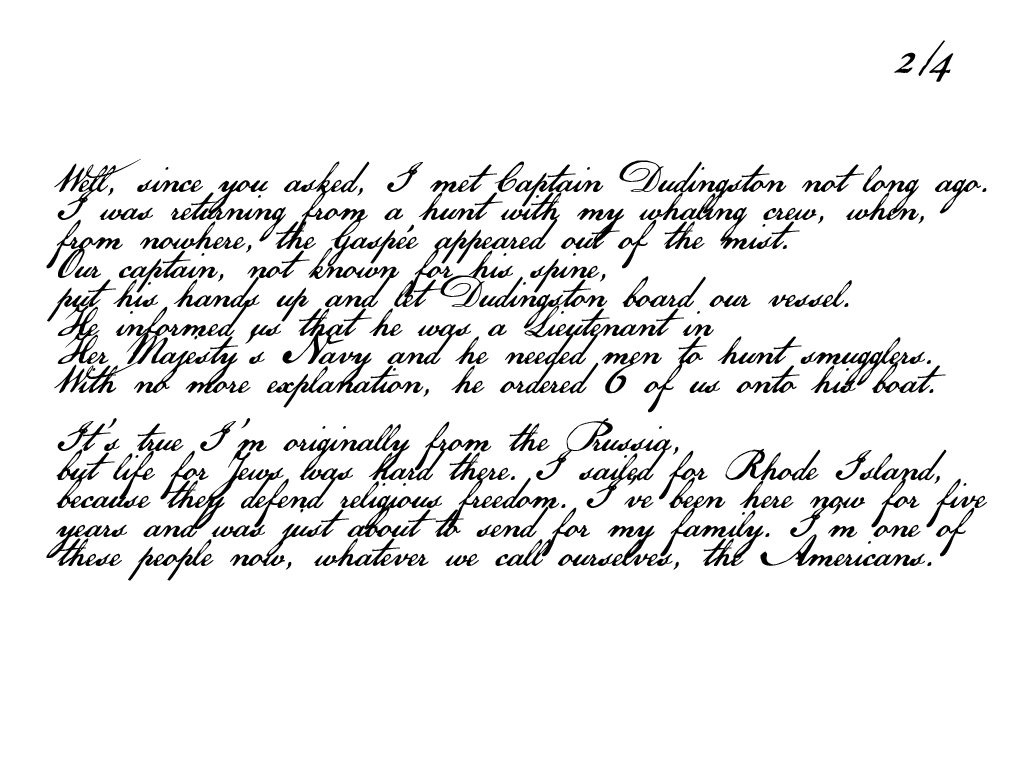 2/4
Well, since you asked, I met Captain Dudingston not long ago.
I was returning from a hunt with my whaling crew, when,
from nowhere, the Gaspée appeared out of the mist.
Our captain, not known for his spine,
put his hands up and let Dudingston board our vessel.
He informed us that he was a Lieutenant in
Her Majesty's Navy and he needed men to hunt smugglers.
With no more explanation, he ordered 6 of us onto his boat.
It's true I'm originally from the Prussia,
but life for Jews was hard there. I sailed for Rhode Island,
because they defend religious freedom. I've been here now for five
years and was just about to send for my family. I'm one of
these people now, whatever we call ourselves, the Americans.